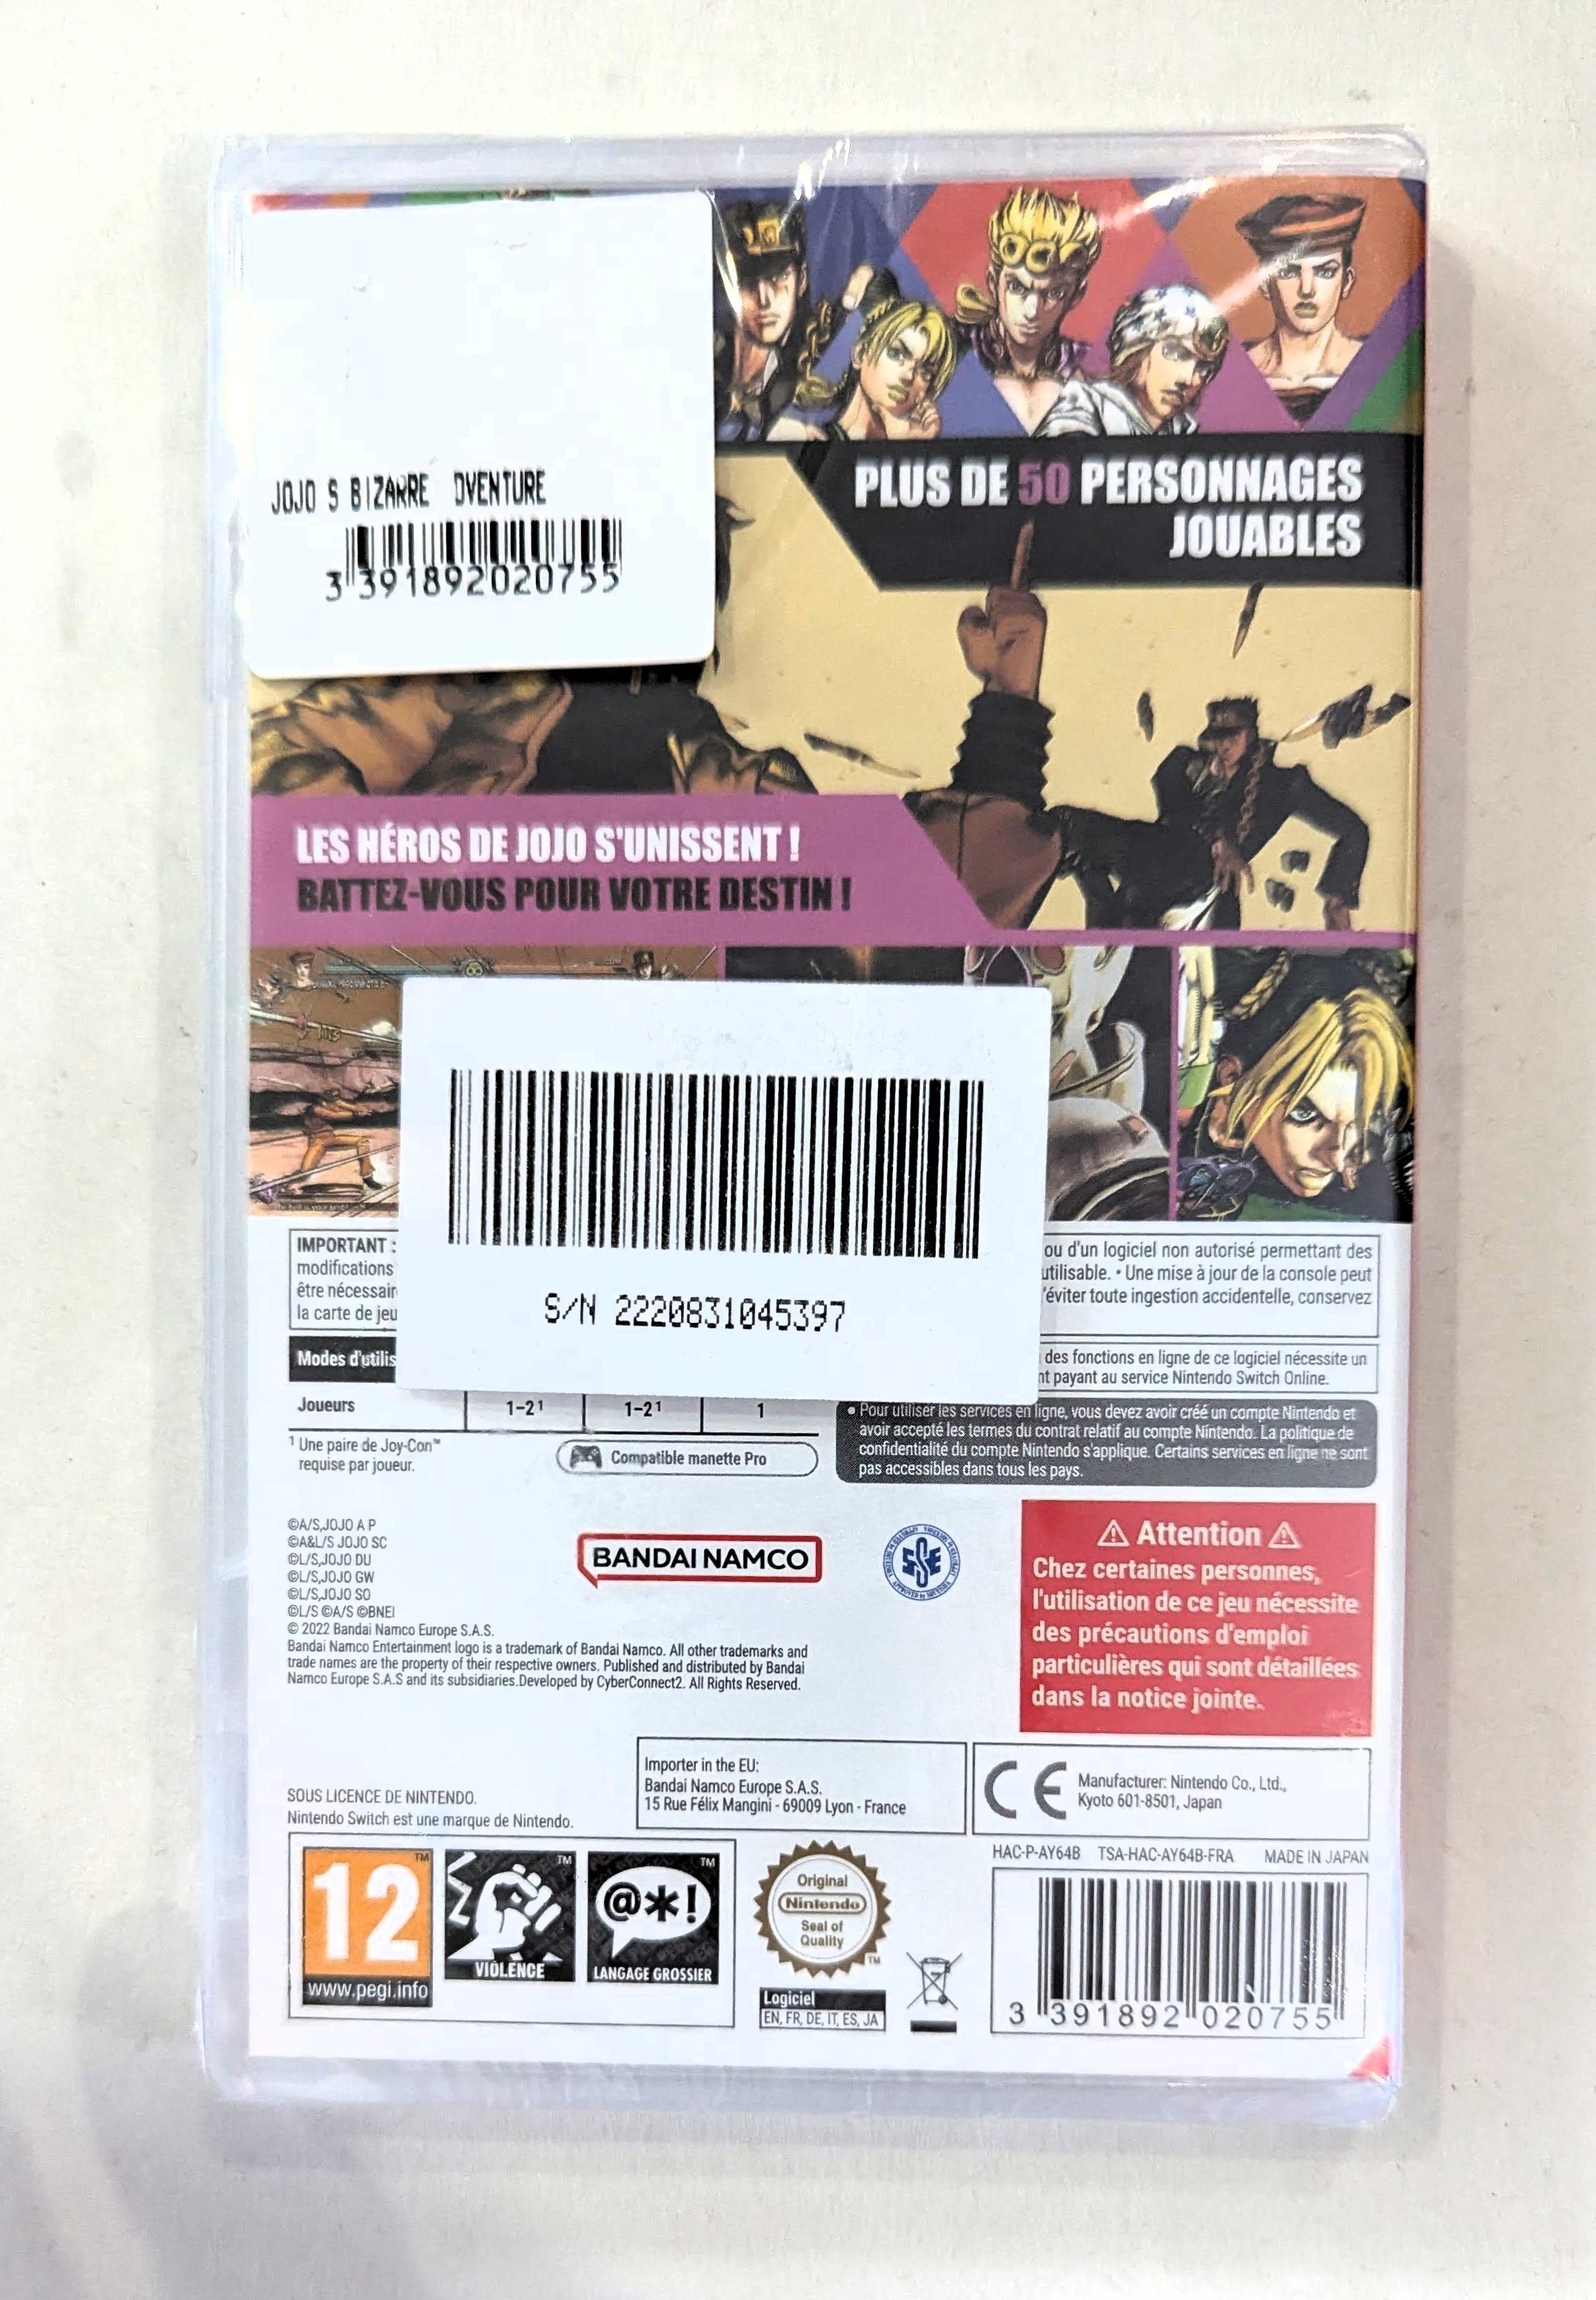 PLUS DE 50 PERSONNAGES
JOUABLES
JOJO S BIZARRE DVENTURE
3 391892020755
LES HÉROS DE JOJO S'UNISSENT !
BATTEZ-VOUS POUR VOTRE DESTIN !
S/N 2220831045397
IMPORTANT :
modifications
être nécessair
la carte de jeu
ou d'un logiciel non autorisé permettant des
utilisable. • Une mise à jour de la console peut
'éviter toute ingestion accidentelle, conservez
Modes d'utilis
des fonctions en ligne de ce logiciel nécessite un
nt payant au service Nintendo Switch Online.
Joueurs 1-2¹ 1-2¹ 1
¹ Une paire de Joy-Con™
requise par joueur.
Compatible manette Pro
• Pour utiliser les services en ligne, vous devez avoir créé un compte Nintendo et
avoir accepté les termes du contrat relatif au compte Nintendo. La politique de
confidentialité du compte Nintendo s'applique. Certains services en ligne ne sont
pas accessibles dans tous les pays.
©A/S,JOJO A P
©A&L/S JOJO SC
©L/S,JOJO DU
©L/S,JOJO GW
©L/S,JOJO SO
©L/S ©A/S ©BNEI
© 2022 Bandai Namco Europe S.A.S.
Bandai Namco Entertainment logo is a trademark of Bandai Namco. All other trademarks and
trade names are the property of their respective owners. Published and distributed by Bandai
Namco Europe S.A.S and its subsidiaries.Developed by CyberConnect2. All Rights Reserved.
BANDAI NAMCO
SSE
⚠ Attention ⚠
Chez certaines personnes,
l'utilisation de ce jeu nécessite
des précautions d'emploi
particulières qui sont détaillées
dans la notice jointe.
Importer in the EU:
Bandai Namco Europe S.A.S.
15 Rue Félix Mangini - 69009 Lyon - France
CE
Manufacturer: Nintendo Co., Ltd.,
Kyoto 601-8501, Japan
SOUS LICENCE DE NINTENDO.
Nintendo Switch est une marque de Nintendo.
HAC-P-AY64B TSA-HAC-AY64B-FRA MADE IN JAPAN
12™
www.pegi.info
™
VIOLENCE
™
@*!
LANGAGE GROSSIER
Original
Nintendo
Seal of
Quality
™
Logiciel
EN, FR, DE, IT, ES, JA
3 391892 020755